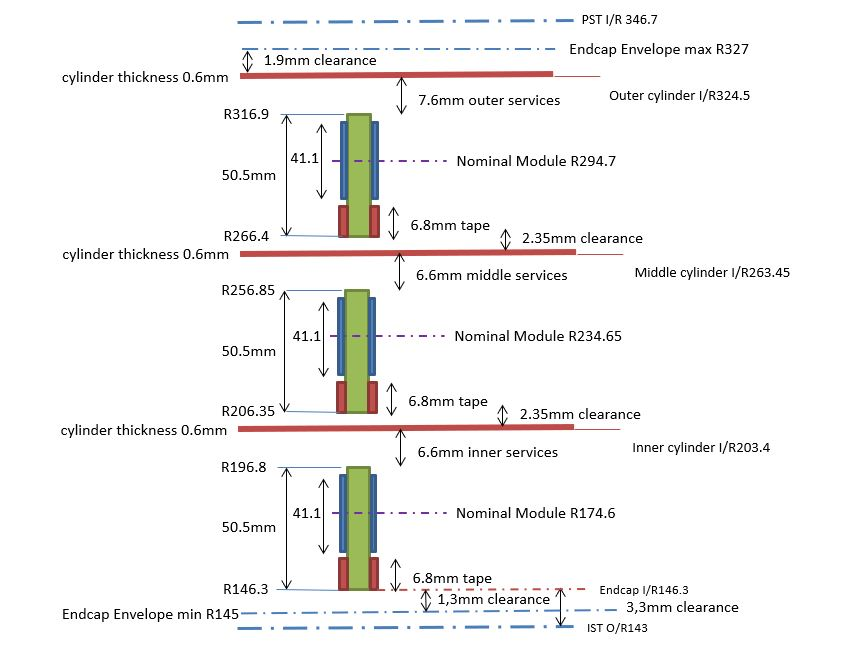 PST I/R 346.7
Endcap Envelope max R327
1.9mm clearance
cylinder thickness 0.6mm
Outer cylinder I/R324.5
7.6mm outer services
R316.9
41.1
Nominal Module R294.7
50.5mm
6.8mm tape
R266.4
2.35mm clearance
cylinder thickness 0.6mm
Middle cylinder I/R263.45
6.6mm middle services
R256.85
41.1
Nominal Module R234.65
50.5mm
6.8mm tape
R206.35
2.35mm clearance
cylinder thickness 0.6mm
Inner cylinder I/R203.4
6.6mm inner services
R196.8
41.1
Nominal Module R174.6
50.5mm
6.8mm tape
R146.3
Endcap I/R146.3
1,3mm clearance
3,3mm clearance
Endcap Envelope min R145
IST O/R143